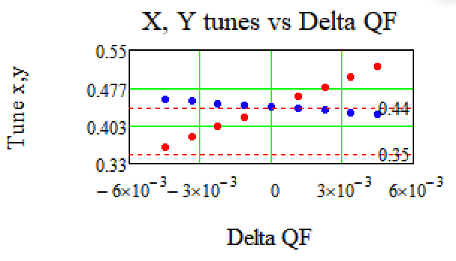 X, Y tunes vs Delta QF
Tune x,y
0.55
0.477
0.403
0.33
0.44
0.35
−6×10⁻³ −3×10⁻³ 0 3×10⁻³ 6×10⁻³
Delta QF